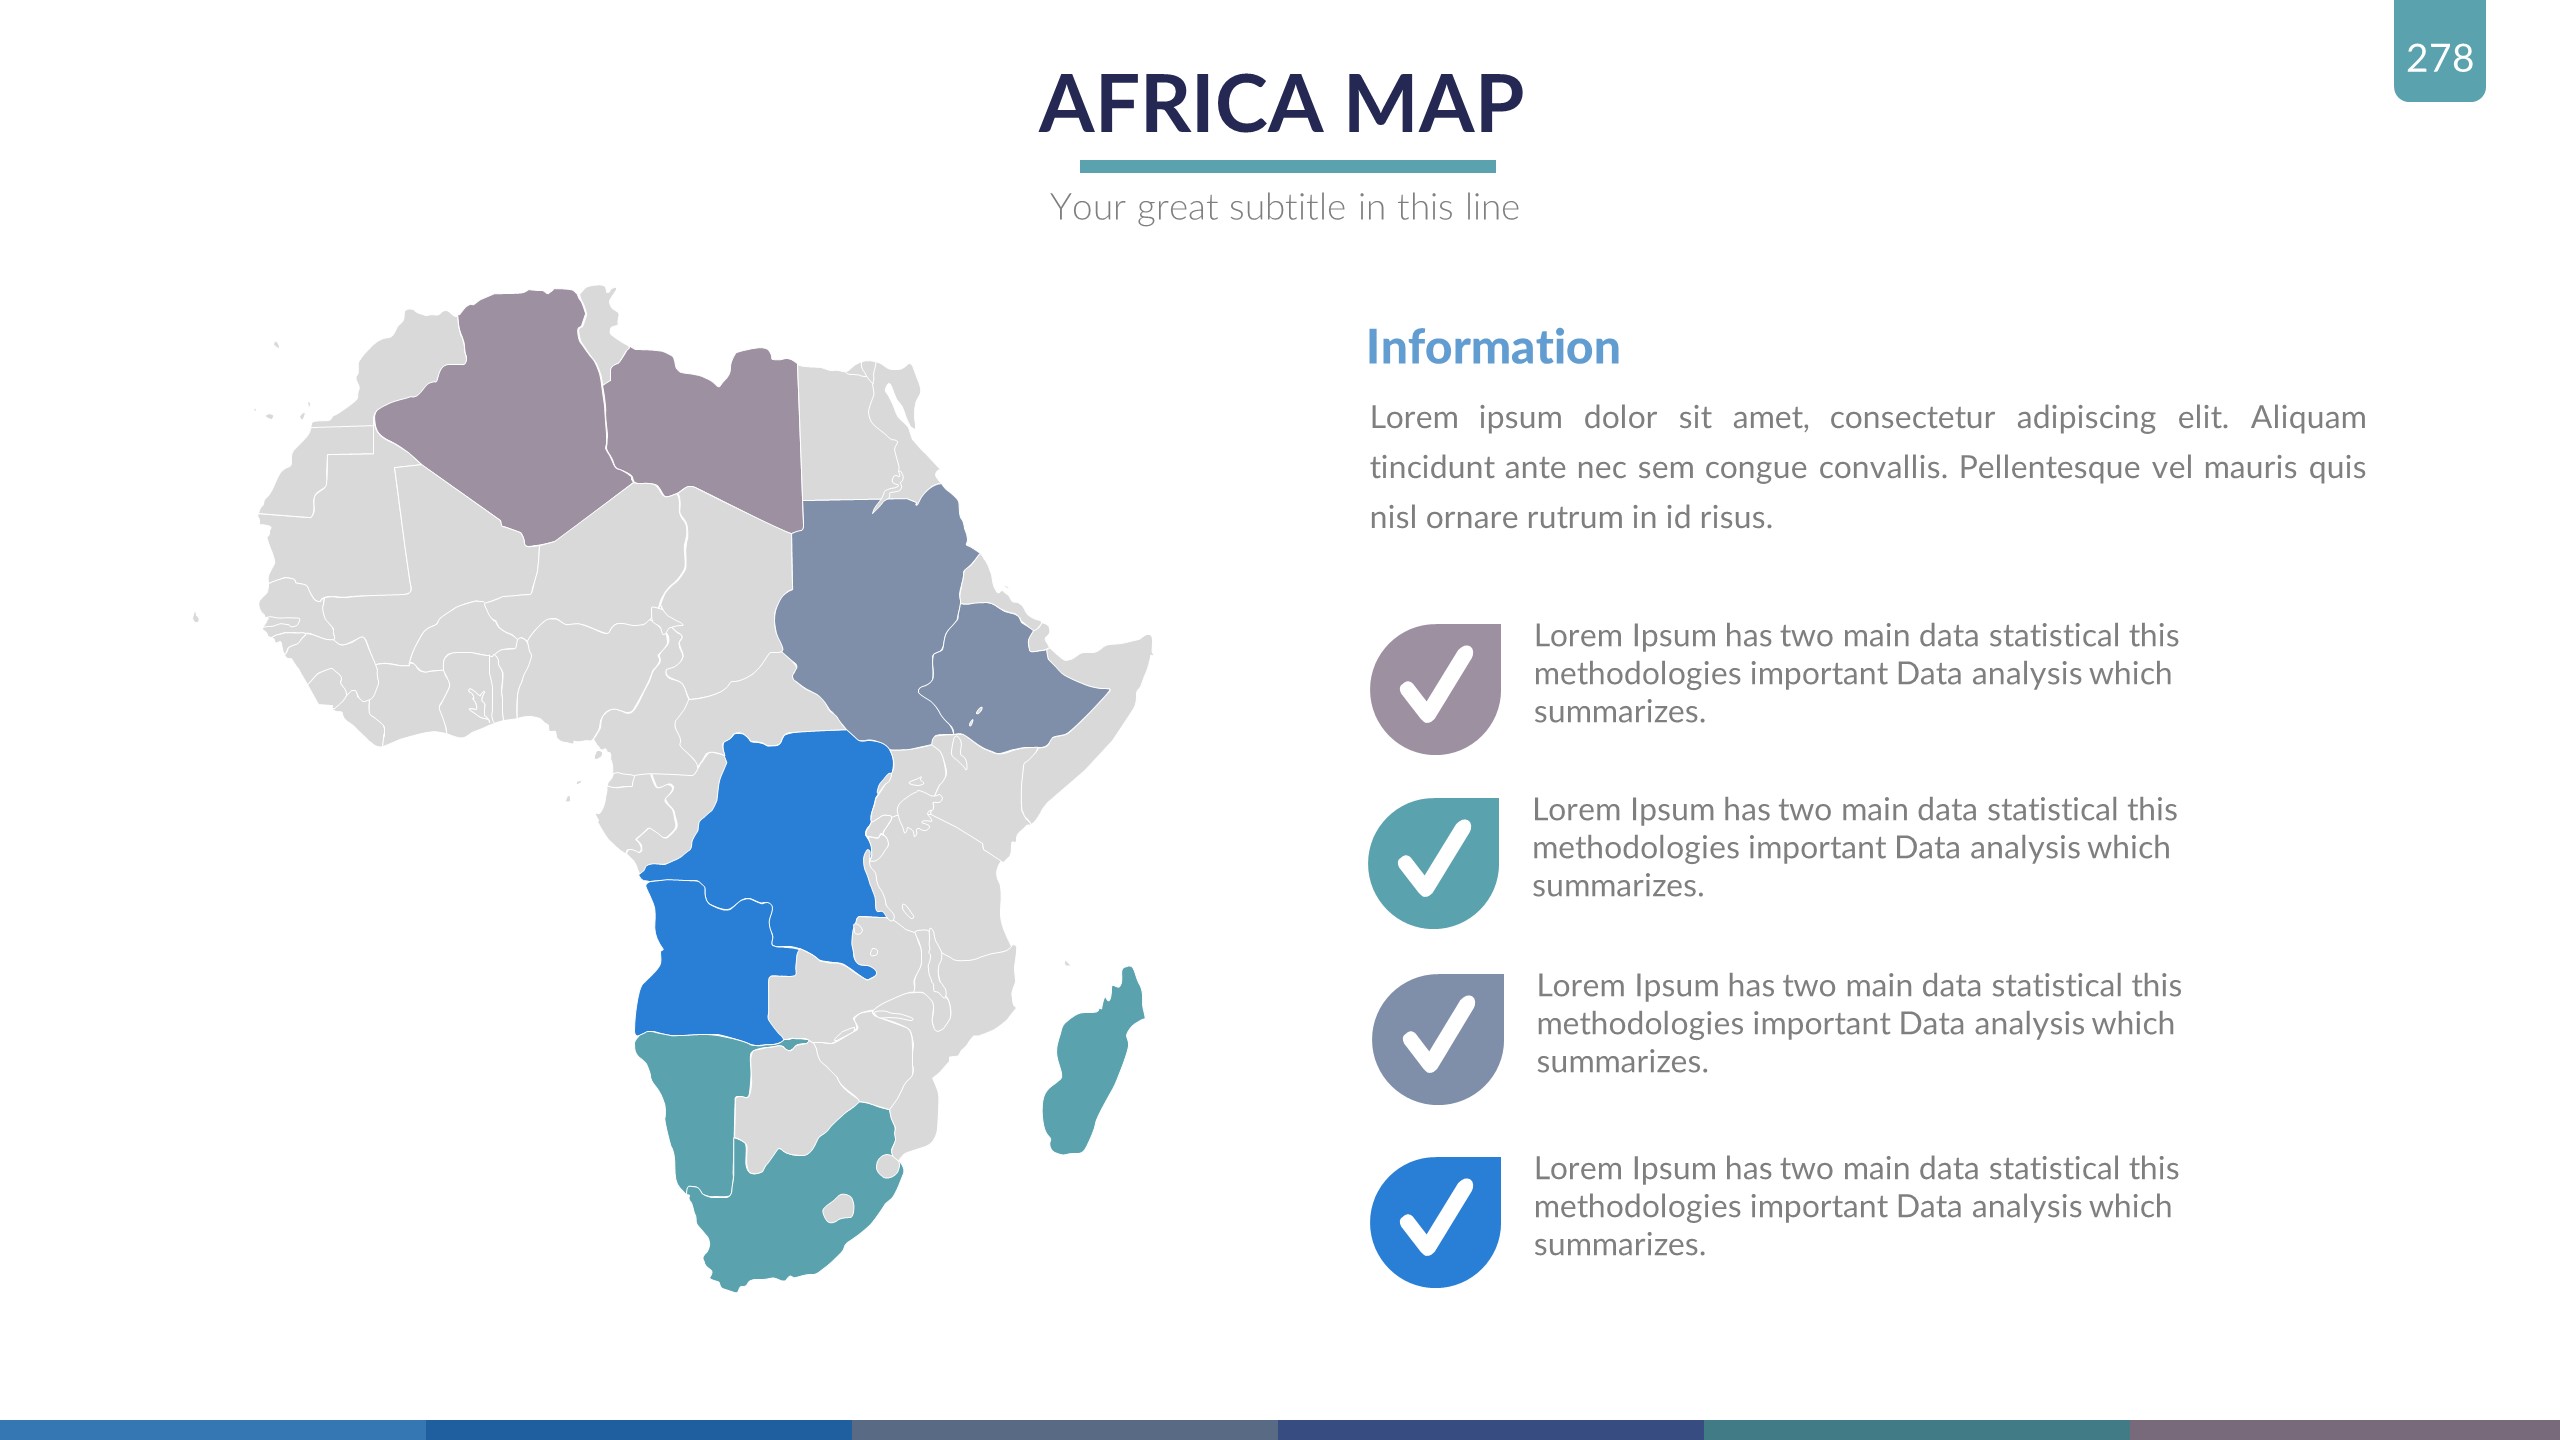 278
AFRICA MAP
Your great subtitle in this line
Information
Lorem ipsum dolor sit amet, consectetur adipiscing elit. Aliquam
tincidunt ante nec sem congue convallis. Pellentesque vel mauris quis
nisl ornare rutrum in id risus.
Lorem Ipsum has two main data statistical this
methodologies important Data analysis which
summarizes.
Lorem Ipsum has two main data statistical this
methodologies important Data analysis which
summarizes.
Lorem Ipsum has two main data statistical this
methodologies important Data analysis which
summarizes.
Lorem Ipsum has two main data statistical this
methodologies important Data analysis which
summarizes.